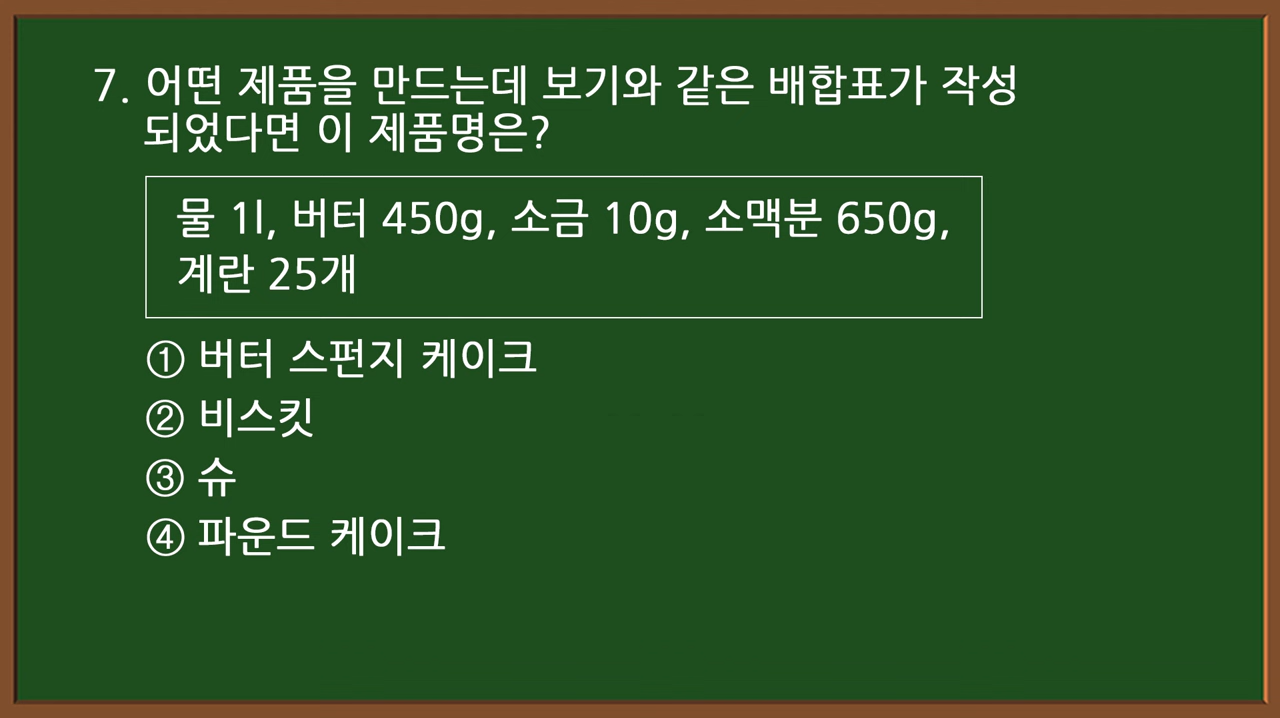 7. 어떤 제품을 만드는데 보기와 같은 배합표가 작성
되었다면 이 제품명은?
물 1l, 버터 450g, 소금 10g, 소맥분 650g,
계란 25개
① 버터 스펀지 케이크
② 비스킷
③ 슈
④ 파운드 케이크